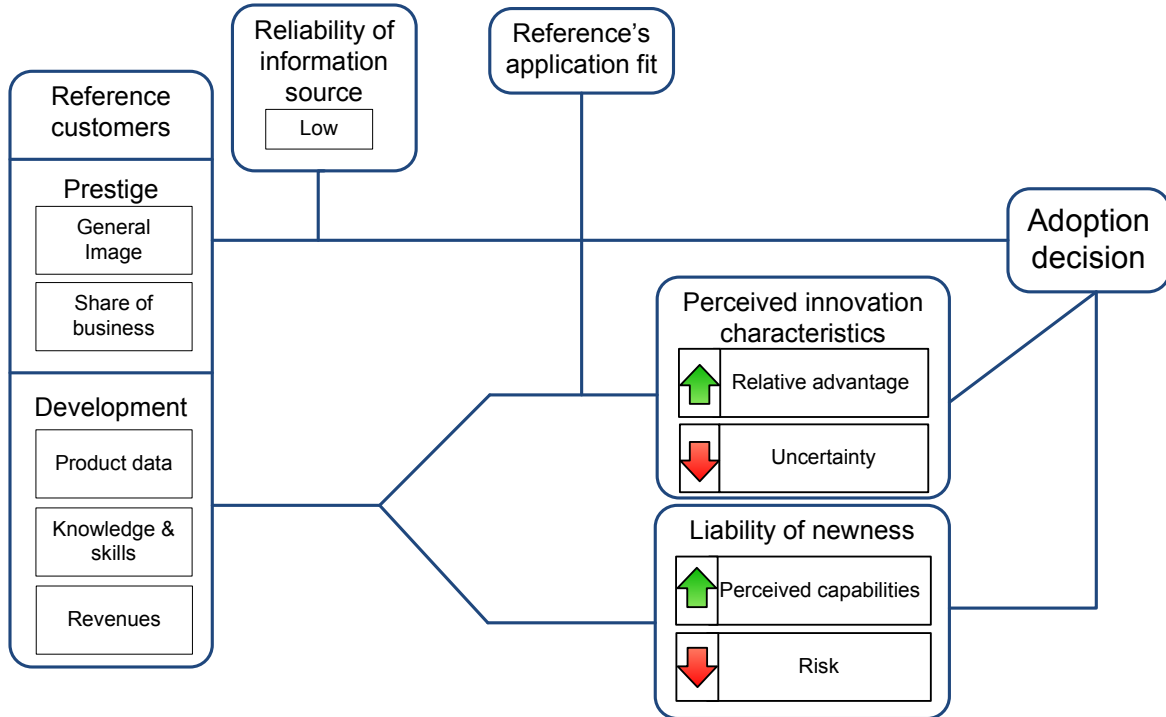 Reference
customers
Prestige
General
Image
Share of
business
Development
Product data
Knowledge &
skills
Revenues
Reliability of
information
source
Low
Reference's
application fit
Perceived innovation
characteristics
Relative advantage
Uncertainty
Liability of newness
Perceived capabilities
Risk
Adoption
decision